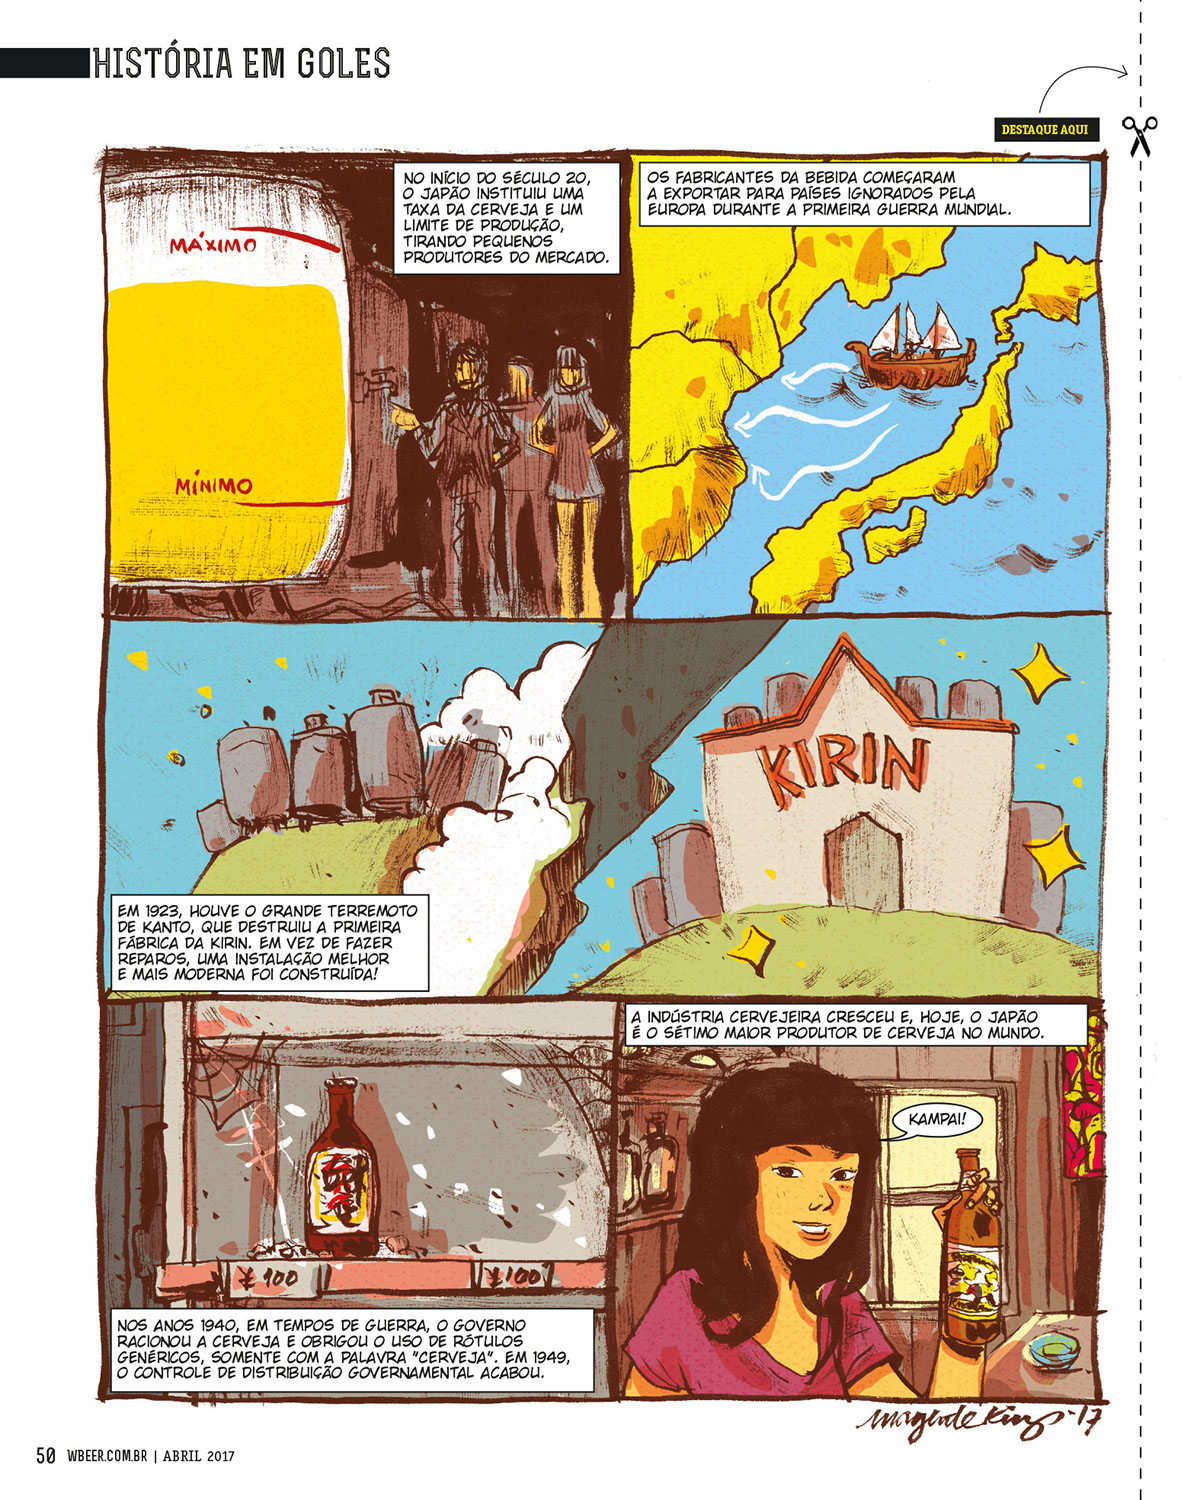 HISTÓRIA EM GOLES
DESTAQUE AQUI
NO INÍCIO DO SÉCULO 20,
O JAPÃO INSTITUIU UMA
TAXA DA CERVEJA E UM
LIMITE DE PRODUÇÃO,
TIRANDO PEQUENOS
PRODUTORES DO MERCADO.
MÁXIMO
MÍNIMO
OS FABRICANTES DA BEBIDA COMEÇARAM
A EXPORTAR PARA PAÍSES IGNORADOS PELA
EUROPA DURANTE A PRIMEIRA GUERRA MUNDIAL.
KIRIN
EM 1923, HOUVE O GRANDE TERREMOTO
DE KANTO, QUE DESTRUIU A PRIMEIRA
FÁBRICA DA KIRIN. EM VEZ DE FAZER
REPAROS, UMA INSTALAÇÃO MELHOR
E MAIS MODERNA FOI CONSTRUÍDA!
¥ 100
¥ 100
NOS ANOS 1940, EM TEMPOS DE GUERRA, O GOVERNO
RACIONOU A CERVEJA E OBRIGOU O USO DE RÓTULOS
GENÉRICOS, SOMENTE COM A PALAVRA "CERVEJA". EM 1949,
O CONTROLE DE DISTRIBUIÇÃO GOVERNAMENTAL ACABOU.
A INDÚSTRIA CERVEJEIRA CRESCEU E, HOJE, O JAPÃO
É O SÉTIMO MAIOR PRODUTOR DE CERVEJA NO MUNDO.
KAMPAI!
50 WBEER.COM.BR | ABRIL 2017